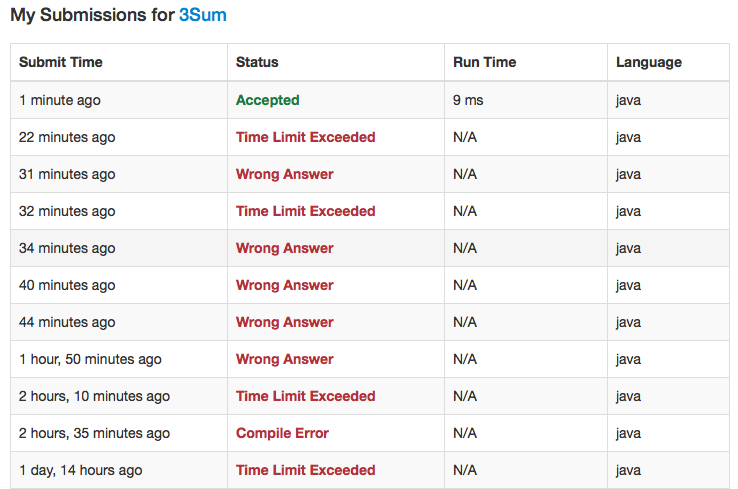 My Submissions for 3Sum
Submit Time Status Run Time Language
1 minute ago Accepted 9 ms java
22 minutes ago Time Limit Exceeded N/A java
31 minutes ago Wrong Answer N/A java
32 minutes ago Time Limit Exceeded N/A java
34 minutes ago Wrong Answer N/A java
40 minutes ago Wrong Answer N/A java
44 minutes ago Wrong Answer N/A java
1 hour, 50 minutes ago Wrong Answer N/A java
2 hours, 10 minutes ago Time Limit Exceeded N/A java
2 hours, 35 minutes ago Compile Error N/A java
1 day, 14 hours ago Time Limit Exceeded N/A java